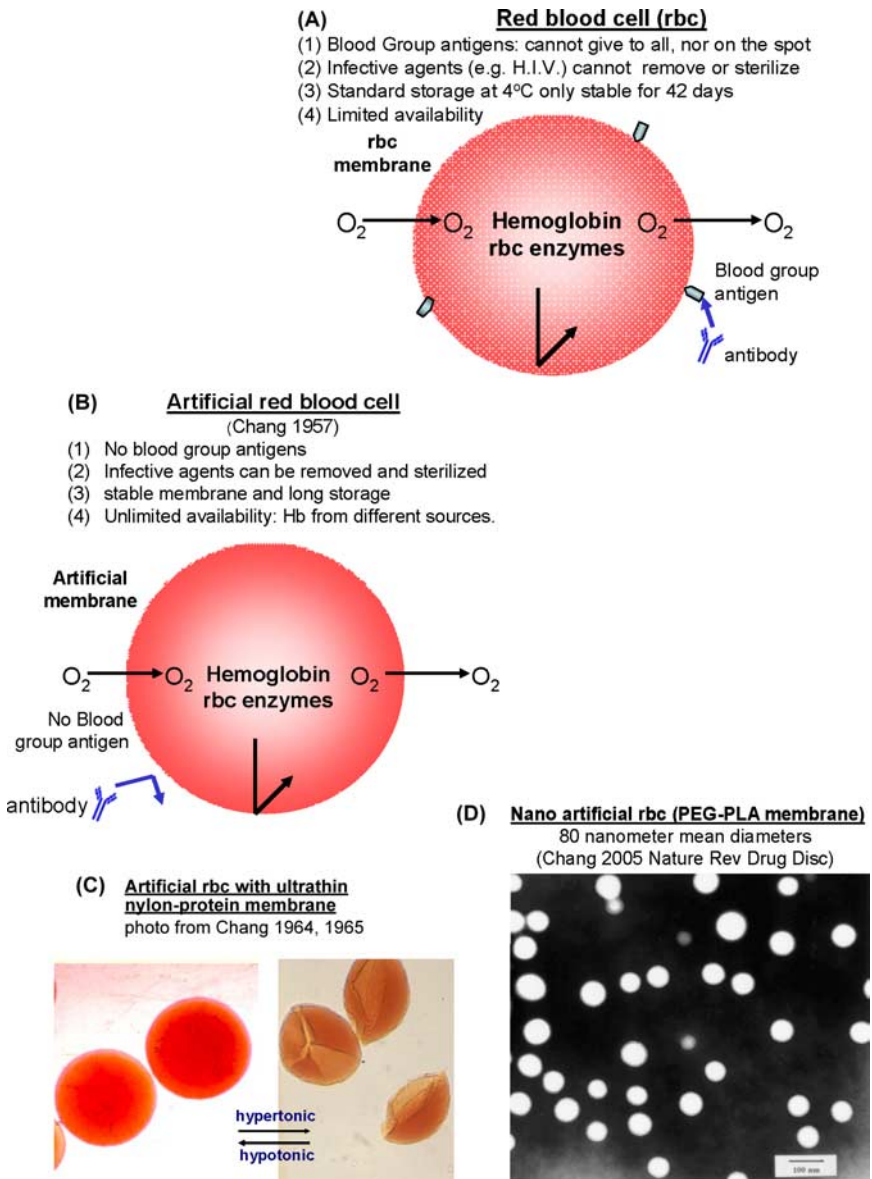 (A) Red blood cell (rbc)
(1) Blood Group antigens: cannot give to all, nor on the spot
(2) Infective agents (e.g. H.I.V.) cannot remove or sterilize
(3) Standard storage at 4ºC only stable for 42 days
(4) Limited availability
rbc
membrane
O2 O2 Hemoglobin O2 O2
rbc enzymes
Blood group
antigen
antibody
(B) Artificial red blood cell
(Chang 1957)
(1) No blood group antigens
(2) Infective agents can be removed and sterilized
(3) stable membrane and long storage
(4) Unlimited availability: Hb from different sources.
Artificial
membrane
O2 O2 Hemoglobin O2 O2
rbc enzymes
No Blood
group antigen
antibody
(C) Artificial rbc with ultrathin
nylon-protein membrane
photo from Chang 1964, 1965
hypertonic
hypotonic
(D) Nano artificial rbc (PEG-PLA membrane)
80 nanometer mean diameters
(Chang 2005 Nature Rev Drug Disc)
100 nm